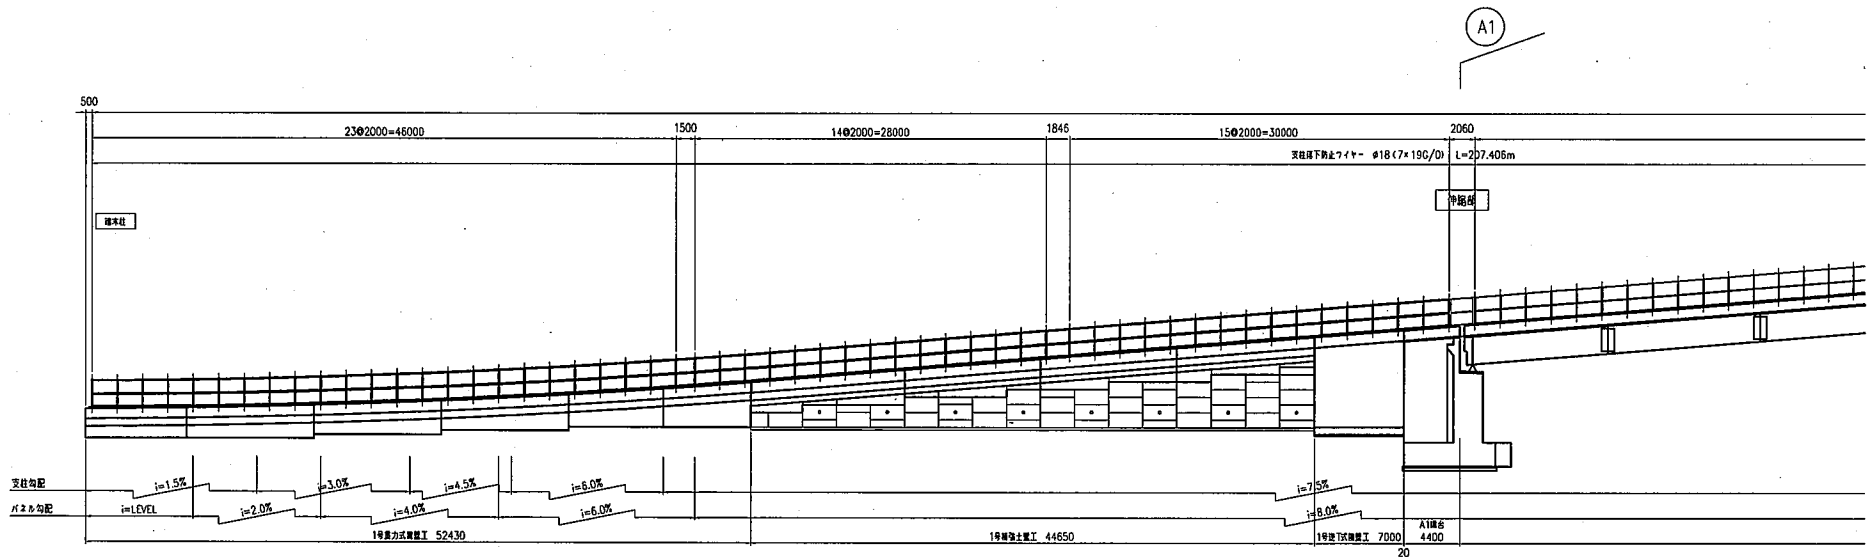 A1
500
23@2000=46000
1500
14@2000=28000
1846
15@2000=30000
2060
支柱落下防止ワイヤー φ18(7×19G/O) L=207.406m
伸縮部
端末柱
支柱勾配
i=1.5%
i=3.0%
i=4.5%
i=6.0%
i=7.5%
パネル勾配
i=LEVEL
i=2.0%
i=4.0%
i=6.0%
i=8.0%
1号重力式擁壁工 52430
1号補強土壁工 44650
1号逆T式擁壁工 7000
A1橋台
4400
20